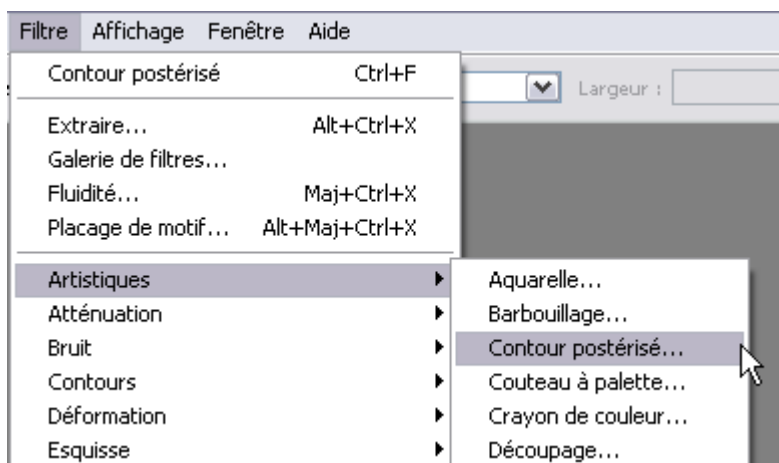 Filtre Affichage Fenêtre Aide
Contour postérisé Ctrl+F
Largeur :
Extraire... Alt+Ctrl+X
Galerie de filtres...
Fluidité... Maj+Ctrl+X
Placage de motif... Alt+Maj+Ctrl+X
Artistiques
Atténuation
Bruit
Contours
Déformation
Esquisse
Aquarelle...
Barbouillage...
Contour postérisé...
Couteau à palette...
Crayon de couleur...
Découpage...